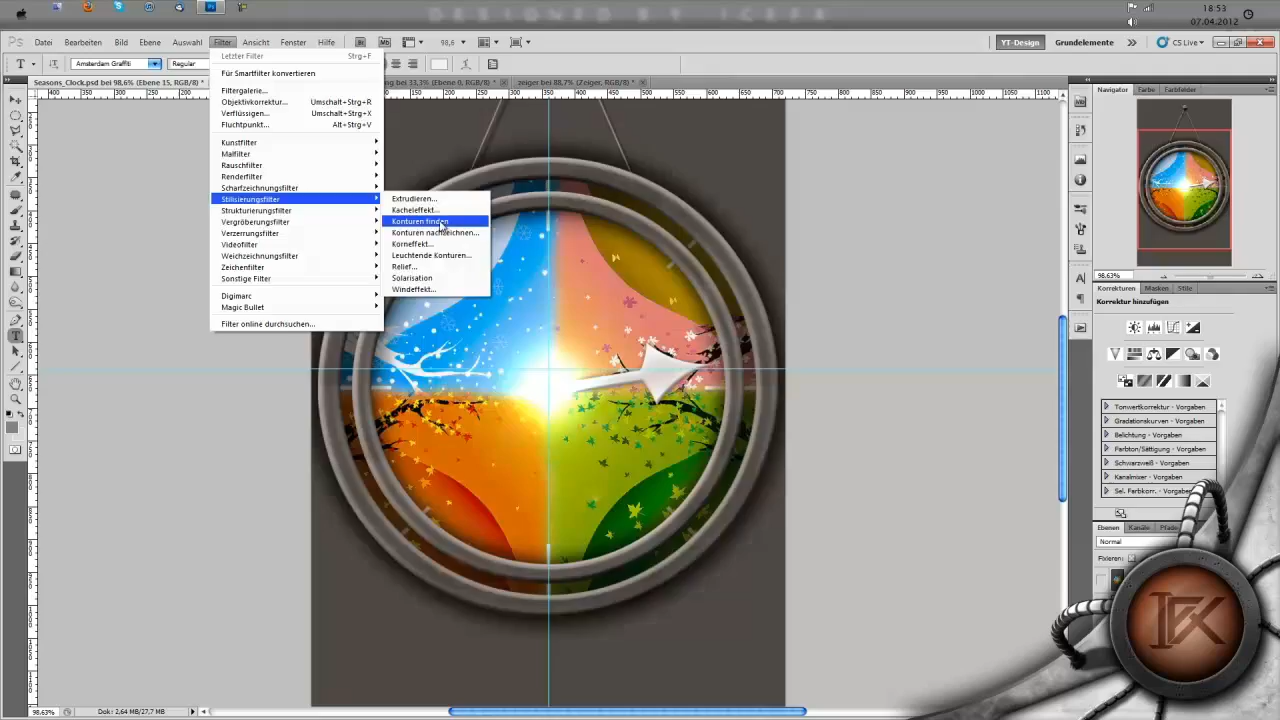 DESIGNED BY ICEFX
18:53
07.04.2012
Ps Datei Bearbeiten Bild Ebene Auswahl Filter Ansicht Fenster Hilfe Br Mb 98,6 YT-Design Grundelemente CS Live
T Amsterdam Graffiti Regular
Seasons_Clock.psd bei 98,6% (Ebene 15, RGB/8) * bei 33,3% (Ebene 0, RGB/8) * zeiger bei 88,7% (Zeiger, RGB/8) *
Letzter Filter Strg+F
Für Smartfilter konvertieren
Filtergalerie...
Objektivkorrektur... Umschalt+Strg+R
Verflüssigen... Umschalt+Strg+X
Fluchtpunkt... Alt+Strg+V
Kunstfilter
Malfilter
Rauschfilter
Renderfilter
Scharfzeichnungsfilter
Stilisierungsfilter
Strukturierungsfilter
Vergröberungsfilter
Verzerrungsfilter
Videofilter
Weichzeichnungsfilter
Zeichenfilter
Sonstige Filter
Digimarc
Magic Bullet
Filter online durchsuchen...
Extrudieren...
Kacheleffekt...
Konturen finden
Konturen nachzeichnen...
Korneffekt...
Leuchtende Konturen...
Relief...
Solarisation
Windeffekt...
Navigator Farbe Farbfelder
98.63%
Korrekturen Masken Stile
Korrektur hinzufügen
Tonwertkorrektur - Vorgaben
Gradationskurven - Vorgaben
Belichtung - Vorgaben
Farbton/Sättigung - Vorgaben
Schwarzweiß - Vorgaben
Kanalmixer - Vorgaben
Sel. Farbkorr. - Vorgaben
Ebenen Kanäle Pfade
Normal
Fixieren:
98.63% Dok: 2,64 MB/27,7 MB